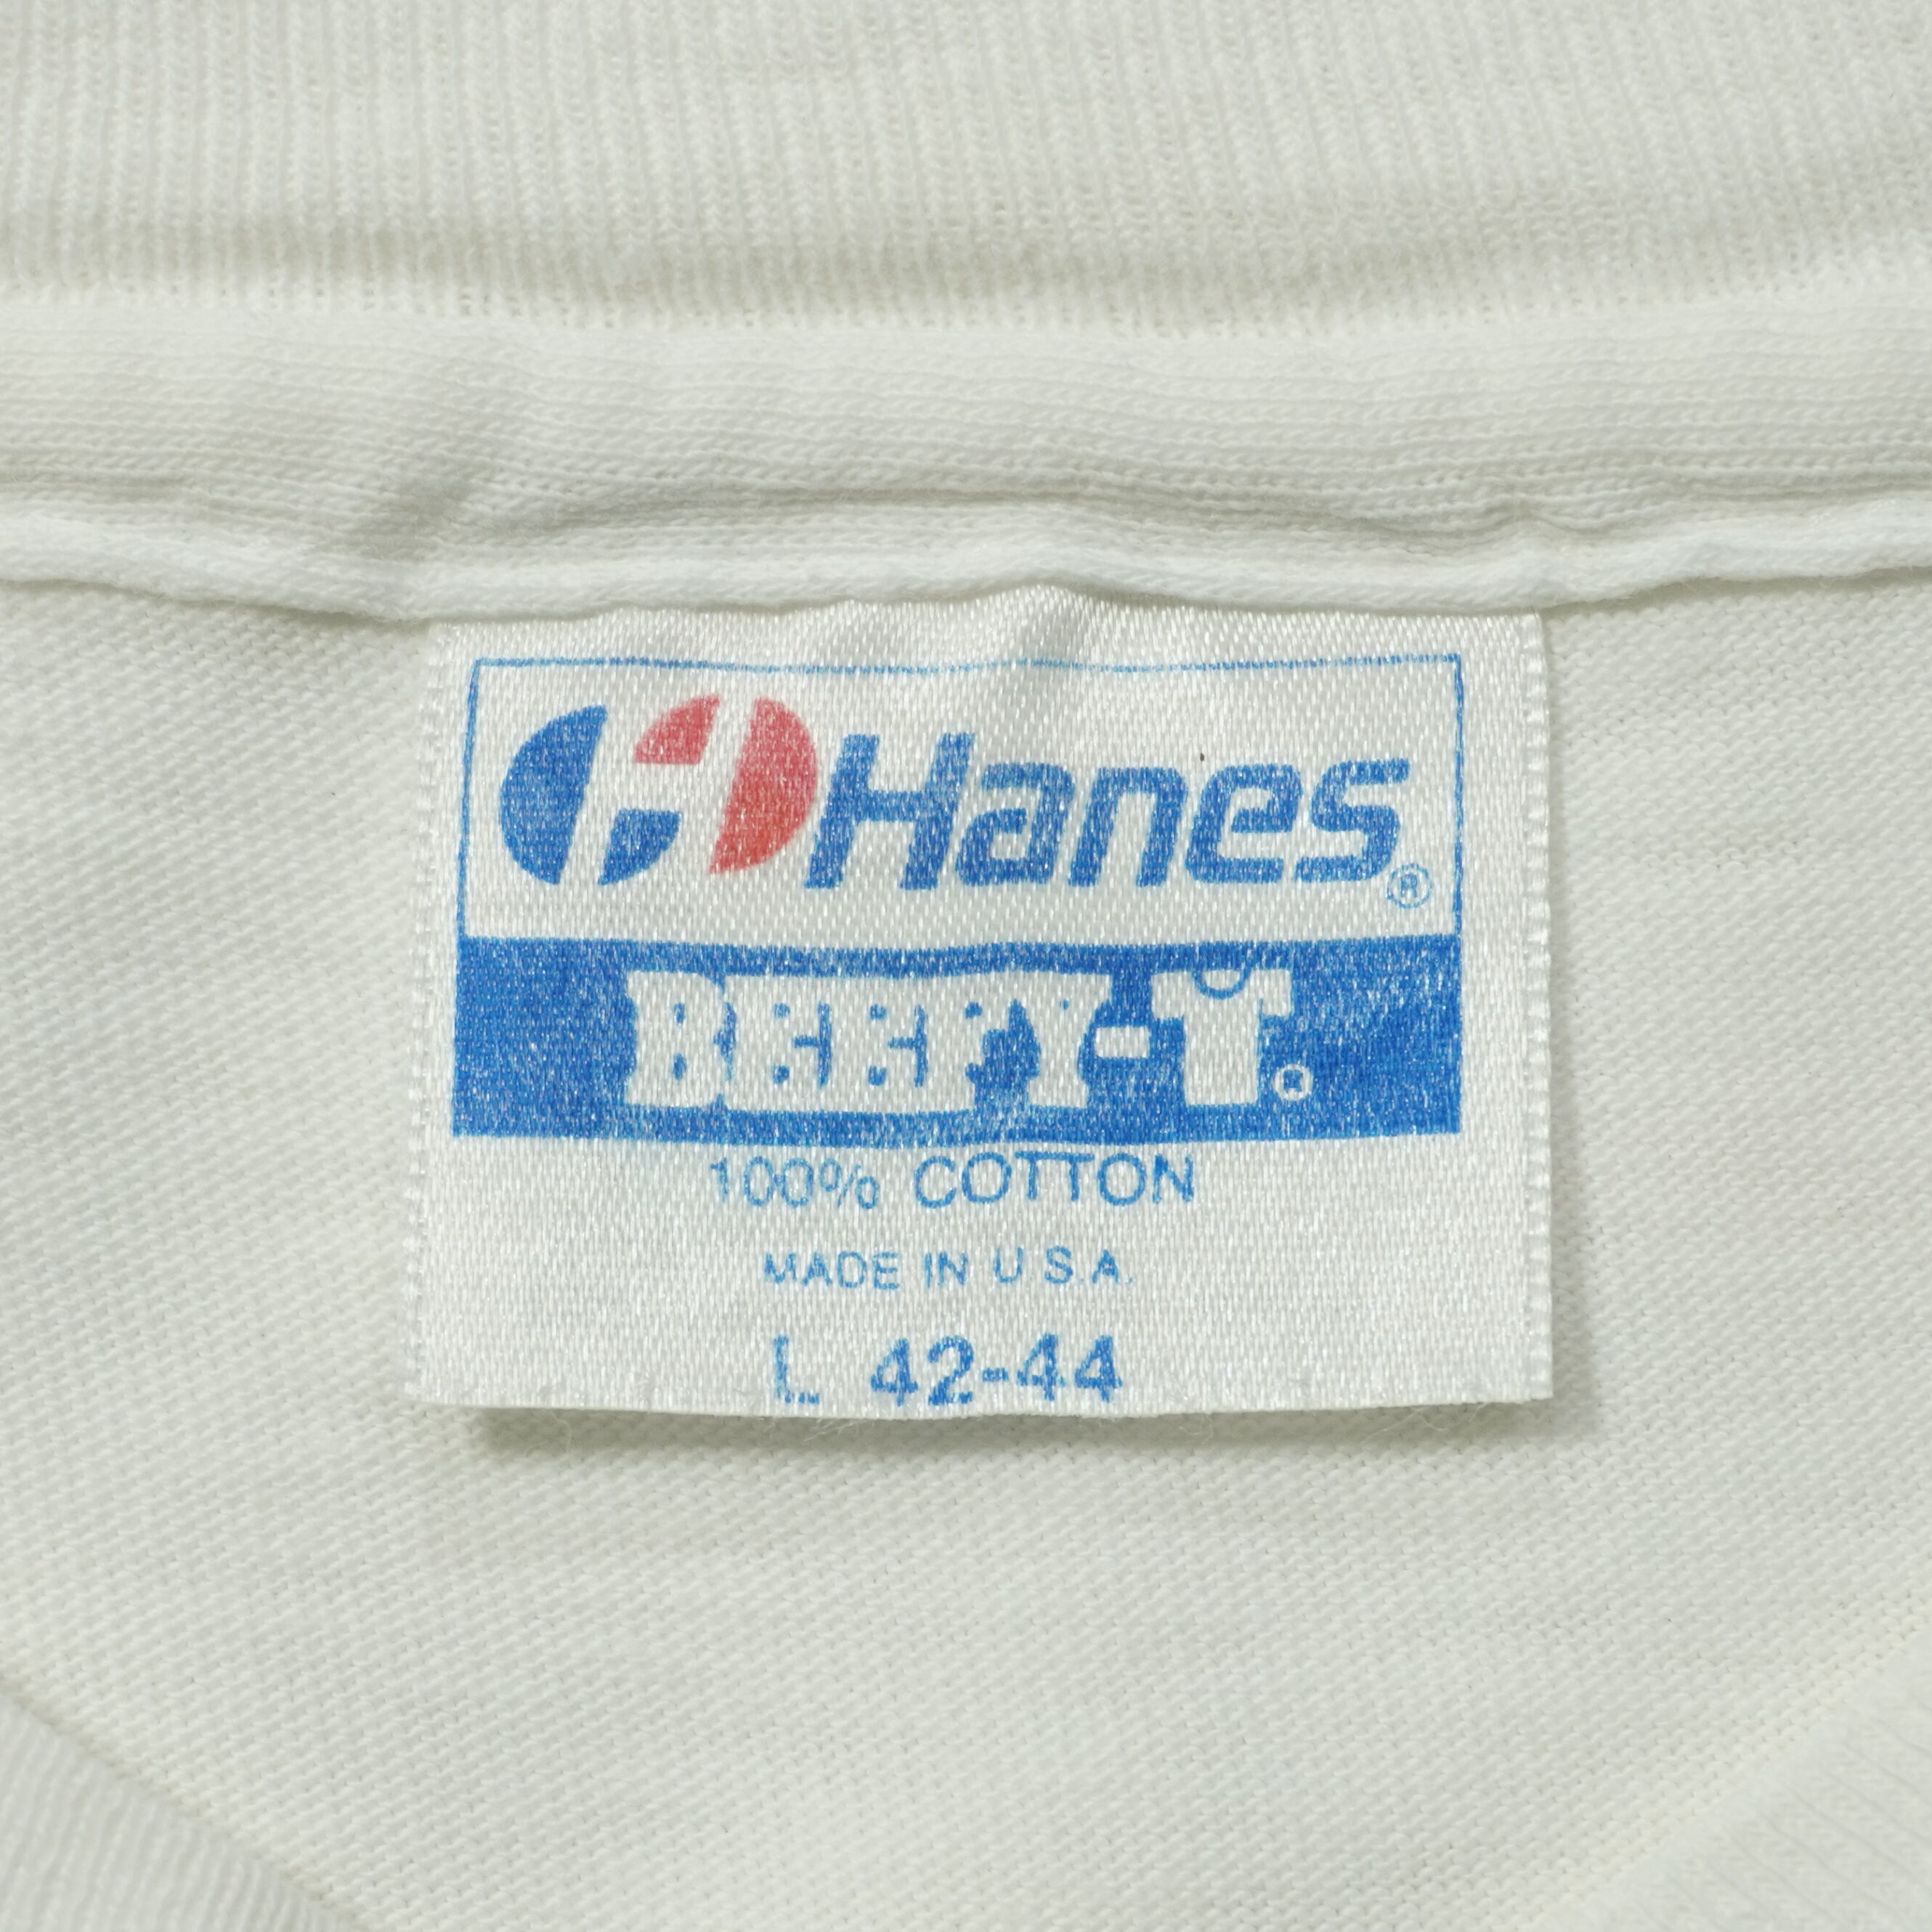 Hanes®
BEEFY-T®
100% COTTON
MADE IN U.S.A.
L 42-44